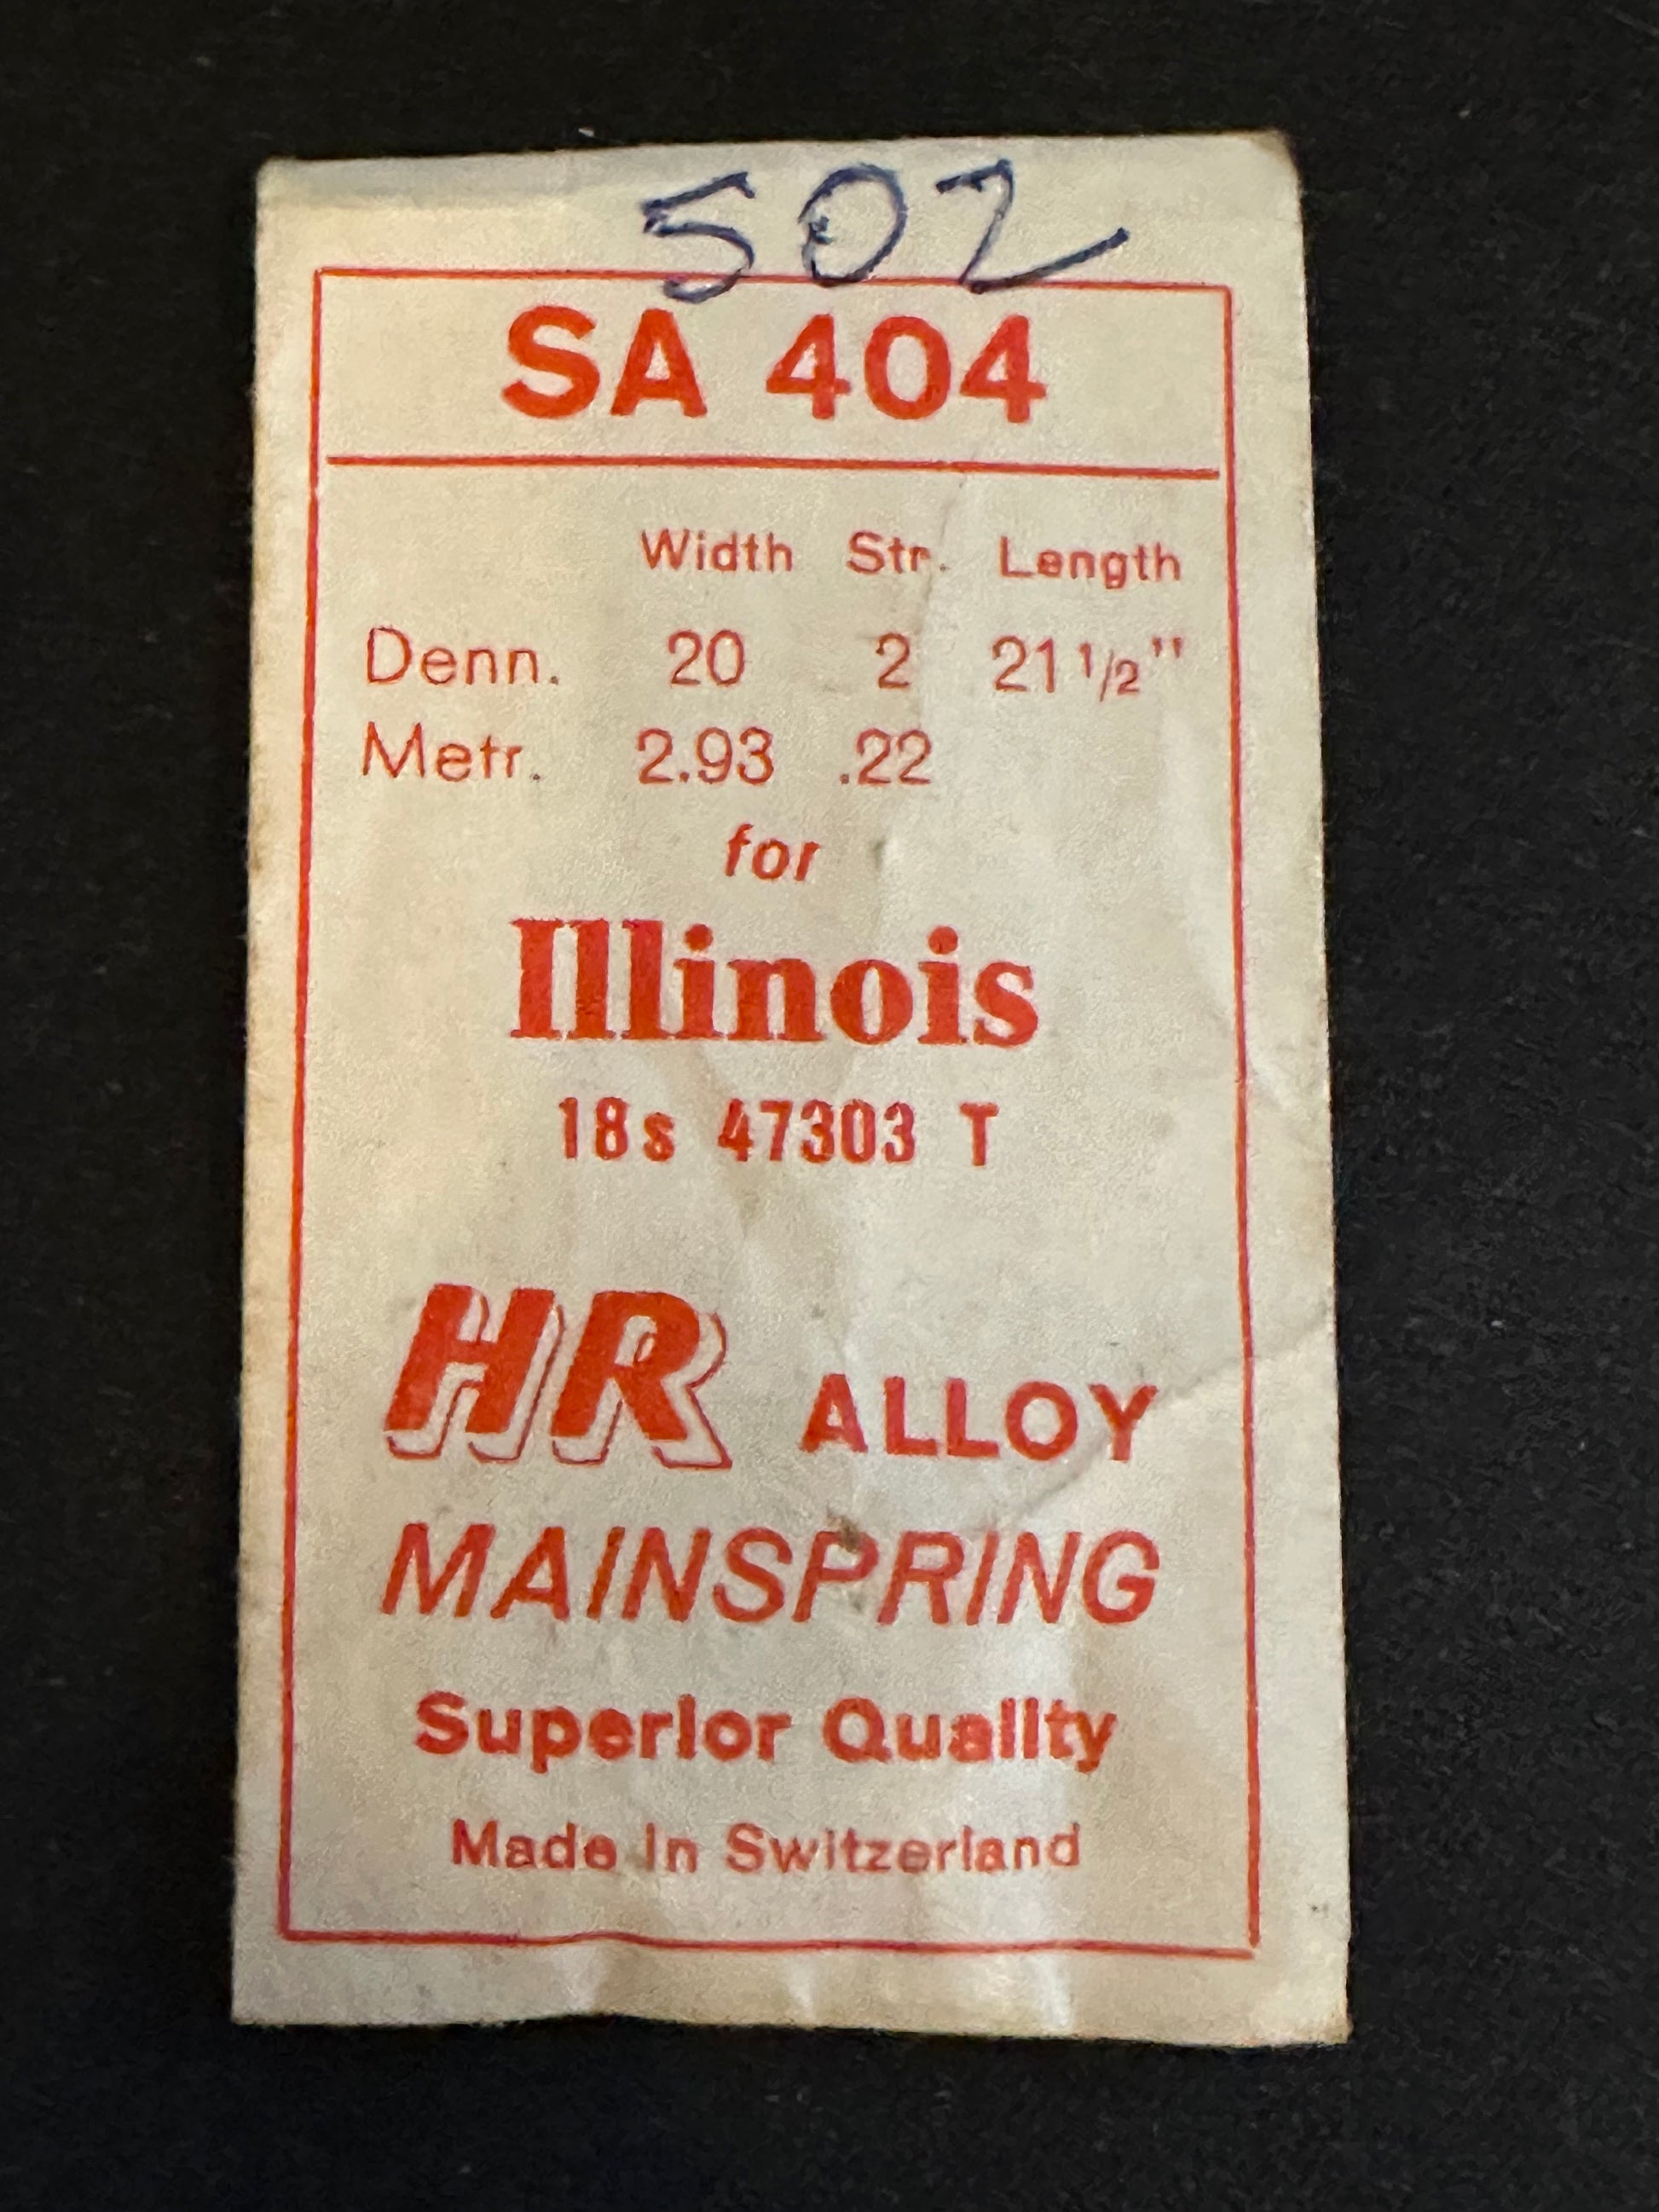 502
SA 404
Width Str. Length
Denn. 20 2 21 1/2"
Metr. 2.93 .22
for
Illinois
18s 47303 T
HR ALLOY
MAINSPRING
Superior Quality
Made in Switzerland